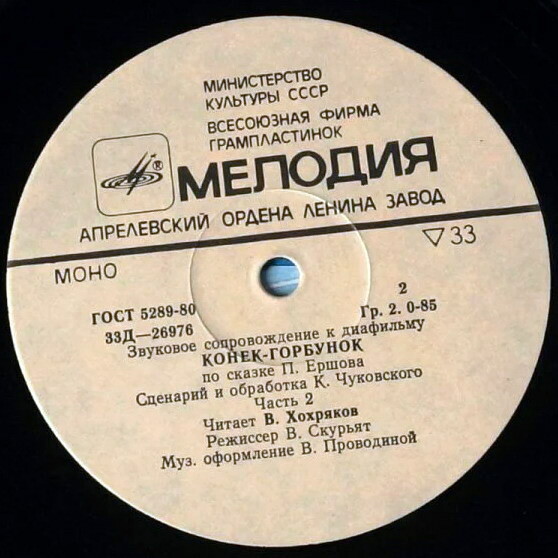 МИНИСТЕРСТВО
КУЛЬТУРЫ СССР
ВСЕСОЮЗНАЯ ФИРМА
ГРАМПЛАСТИНОК
®
МЕЛОДИЯ
АПРЕЛЕВСКИЙ ОРДЕНА ЛЕНИНА ЗАВОД
МОНО
▽33
ГОСТ 5289-80
2
33Д—26976
Гр. 2. 0-85
Звуковое сопровождение к диафильму
КОНЕК-ГОРБУНОК
по сказке П. Ершова
Сценарий и обработка К. Чуковского
Часть 2
Читает В. Хохряков
Режиссер В. Скурьят
Муз. оформление В. Проводиной